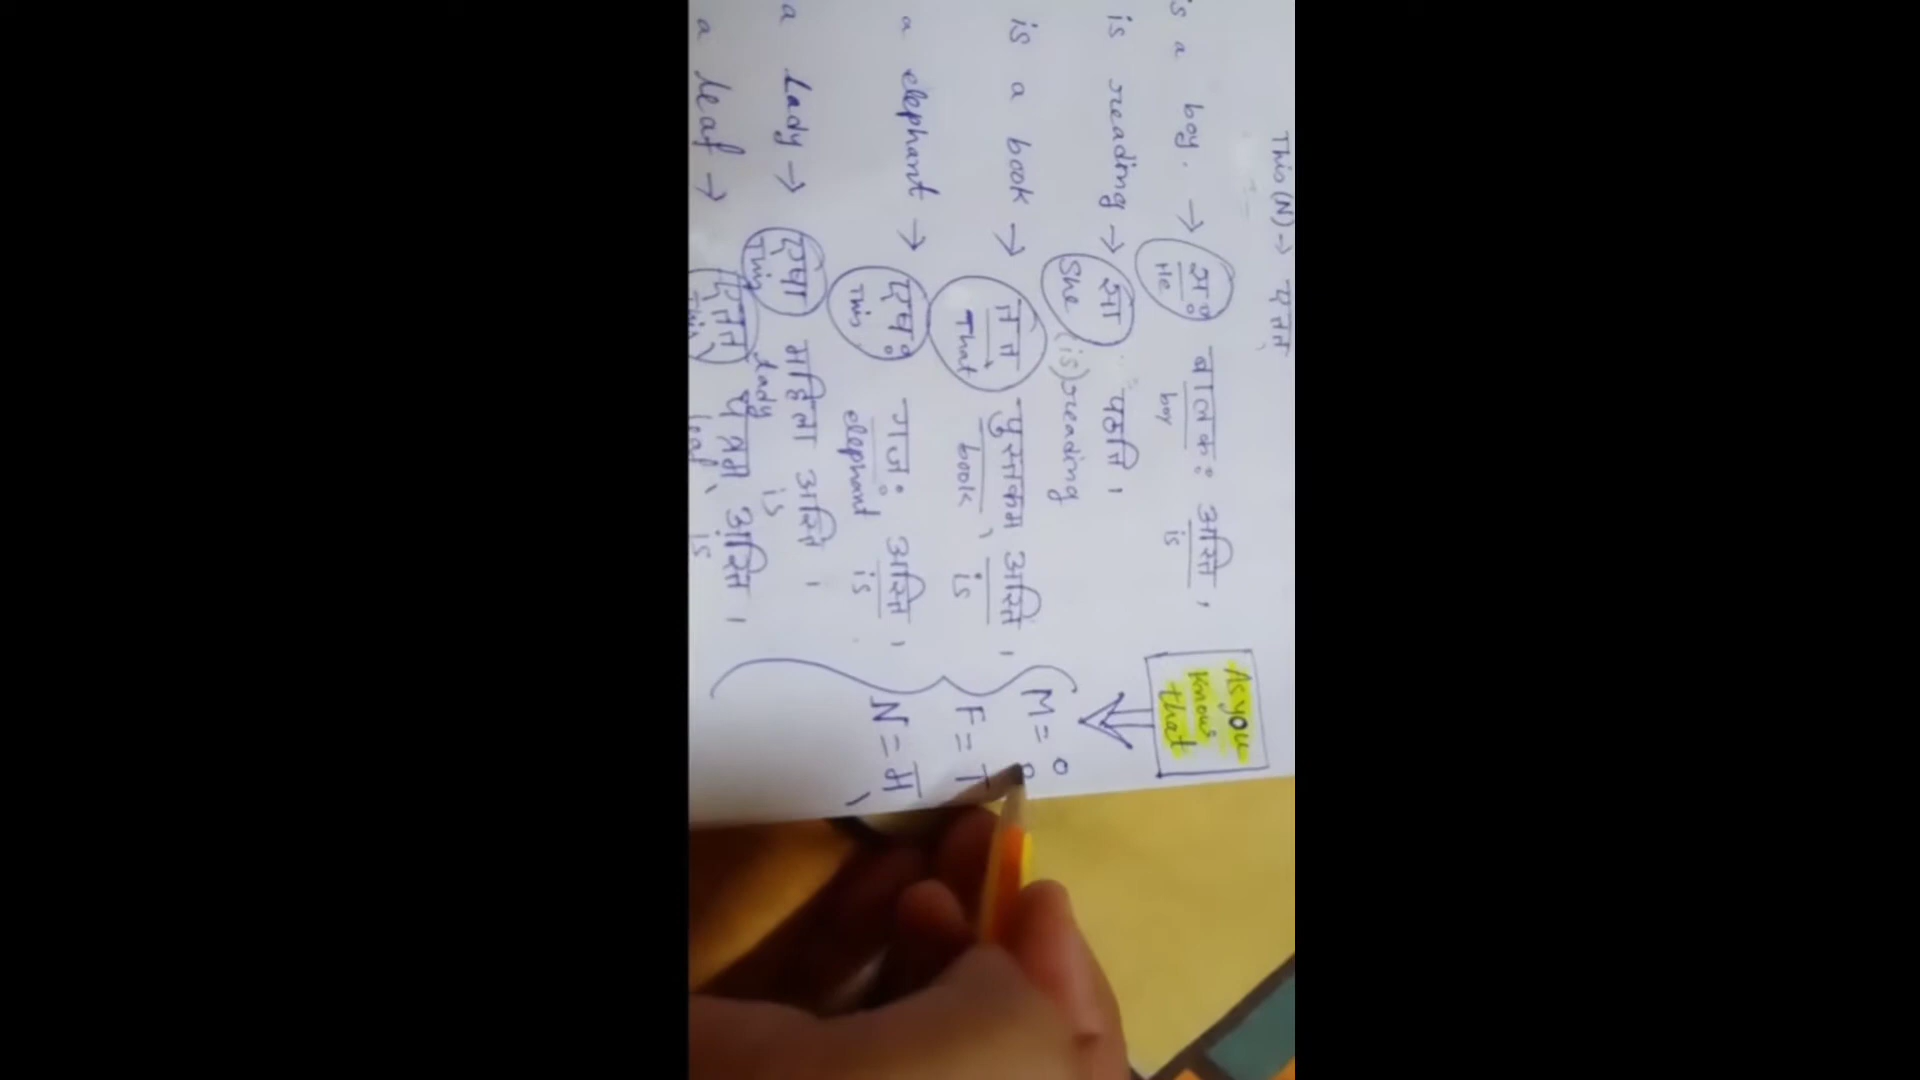 This (N) → एतत्
is a boy. → सः बालकः अस्ति।
He boy is
is reading → सा पठति।
She (is) reading
is a book → तत् पुस्तकम् अस्ति।
That book is
a elephant → एषः गजः अस्ति।
This elephant is
a Lady → एषा महिला अस्ति।
This lady is
a leaf → एतत् पत्रम् अस्ति।
This leaf is
As you
know
that
M = ः
F = ा
N = म्